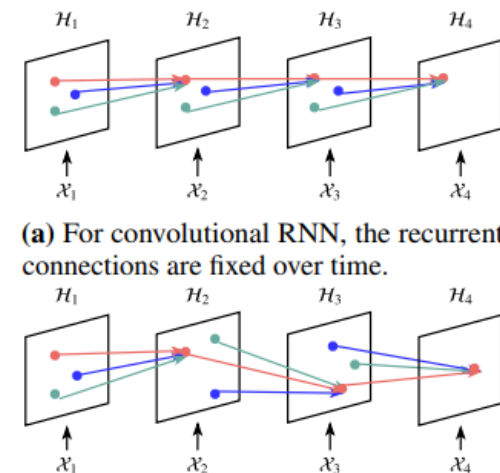 ℋ₁ ℋ₂ ℋ₃ ℋ₄
𝒳₁ 𝒳₂ 𝒳₃ 𝒳₄
(a) For convolutional RNN, the recurrent
connections are fixed over time.
ℋ₁ ℋ₂ ℋ₃ ℋ₄
𝒳₁ 𝒳₂ 𝒳₃ 𝒳₄